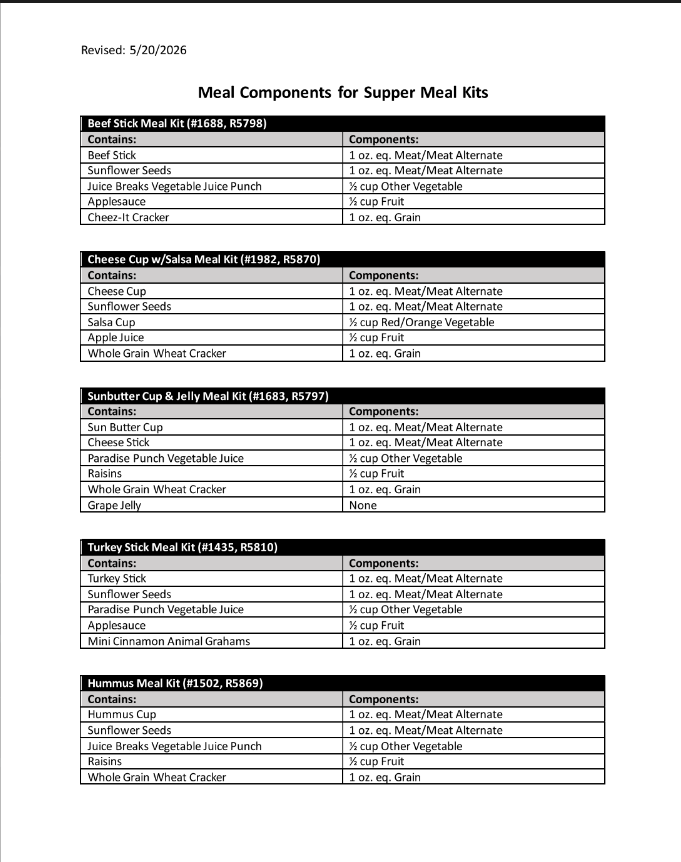 Revised: 5/20/2026
Meal Components for Supper Meal Kits
Beef Stick Meal Kit (#1688, R5798)
Contains: Components:
Beef Stick 1 oz. eq. Meat/Meat Alternate
Sunflower Seeds 1 oz. eq. Meat/Meat Alternate
Juice Breaks Vegetable Juice Punch ½ cup Other Vegetable
Applesauce ½ cup Fruit
Cheez-It Cracker 1 oz. eq. Grain
Cheese Cup w/Salsa Meal Kit (#1982, R5870)
Contains: Components:
Cheese Cup 1 oz. eq. Meat/Meat Alternate
Sunflower Seeds 1 oz. eq. Meat/Meat Alternate
Salsa Cup ½ cup Red/Orange Vegetable
Apple Juice ½ cup Fruit
Whole Grain Wheat Cracker 1 oz. eq. Grain
Sunbutter Cup & Jelly Meal Kit (#1683, R5797)
Contains: Components:
Sun Butter Cup 1 oz. eq. Meat/Meat Alternate
Cheese Stick 1 oz. eq. Meat/Meat Alternate
Paradise Punch Vegetable Juice ½ cup Other Vegetable
Raisins ½ cup Fruit
Whole Grain Wheat Cracker 1 oz. eq. Grain
Grape Jelly None
Turkey Stick Meal Kit (#1435, R5810)
Contains: Components:
Turkey Stick 1 oz. eq. Meat/Meat Alternate
Sunflower Seeds 1 oz. eq. Meat/Meat Alternate
Paradise Punch Vegetable Juice ½ cup Other Vegetable
Applesauce ½ cup Fruit
Mini Cinnamon Animal Grahams 1 oz. eq. Grain
Hummus Meal Kit (#1502, R5869)
Contains: Components:
Hummus Cup 1 oz. eq. Meat/Meat Alternate
Sunflower Seeds 1 oz. eq. Meat/Meat Alternate
Juice Breaks Vegetable Juice Punch ½ cup Other Vegetable
Raisins ½ cup Fruit
Whole Grain Wheat Cracker 1 oz. eq. Grain